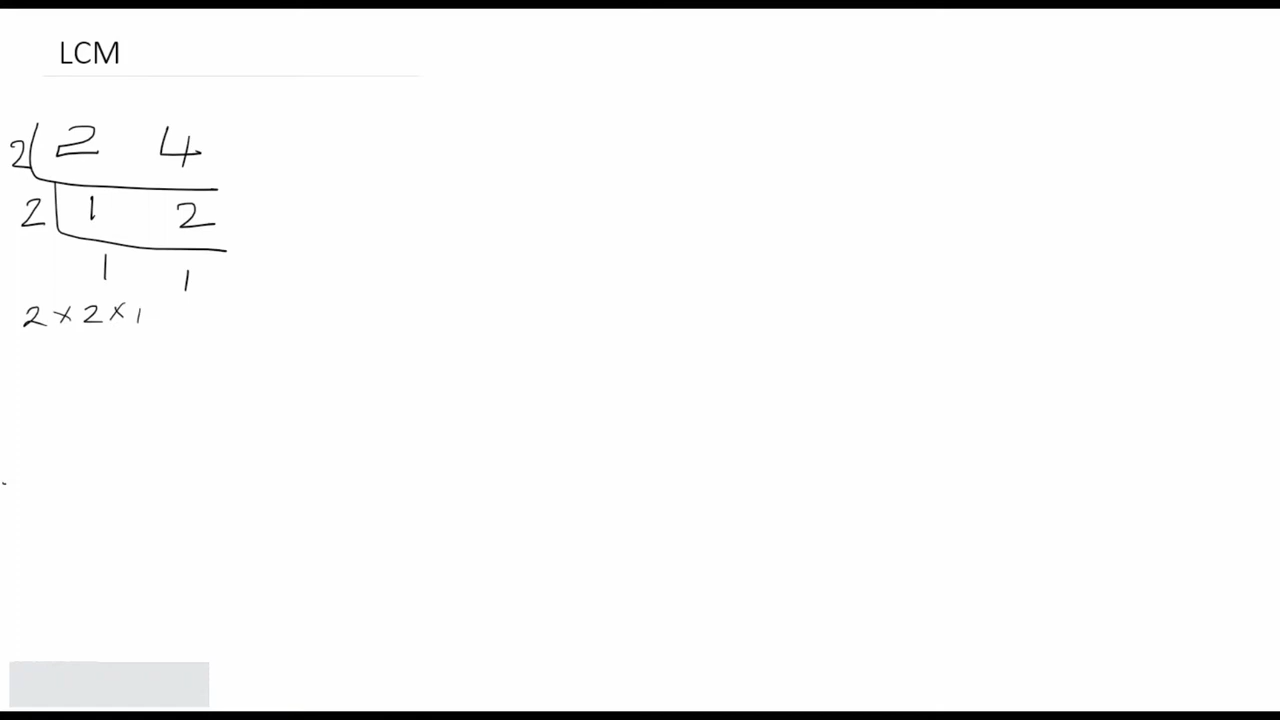 LCM
2 2 4
2 1 2
1 1
2 × 2 × 1